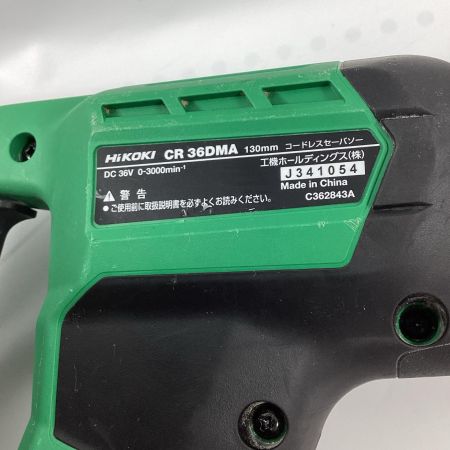 HiKOKI CR 36DMA 130mm コードレスセーバソー
DC 36V 0-3000min⁻¹
工機ホールディングス(株)
J341054
⚠ 警告
Made in China
● ご使用前に取扱説明書を必ずよくお読みください。
C362843A